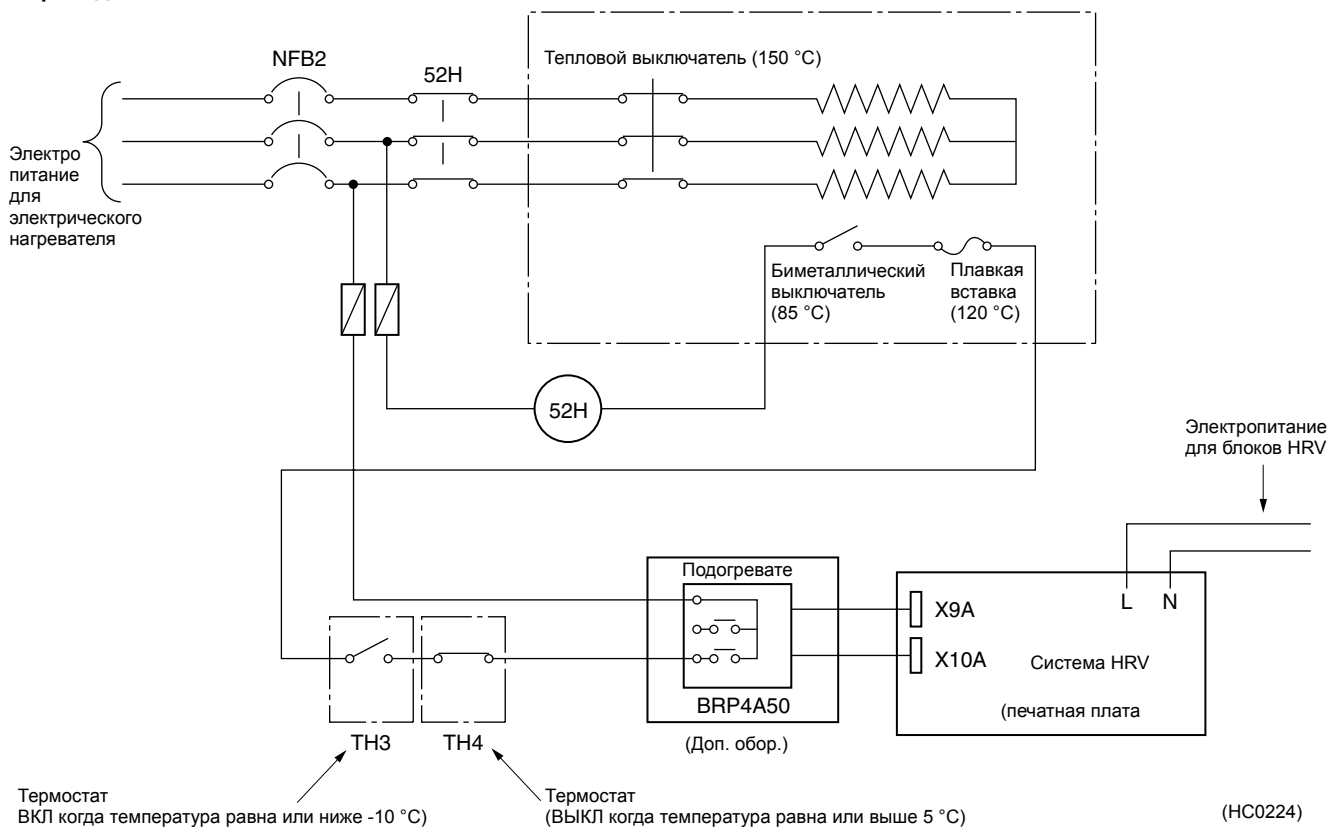 NFB2
52H
Тепловой выключатель (150 °C)
Электро
питание
для
электрического
нагревателя
Биметаллический
выключатель
(85 °C)
Плавкая
вставка
(120 °C)
52H
Электропитание
для блоков HRV
Подогревате
L N
X9A
X10A
Система HRV
(печатная плата
BRP4A50
(Доп. обор.)
TH3
TH4
Термостат
ВКЛ когда температура равна или ниже -10 °C)
Термостат
(ВЫКЛ когда температура равна или выше 5 °C)
(HC0224)